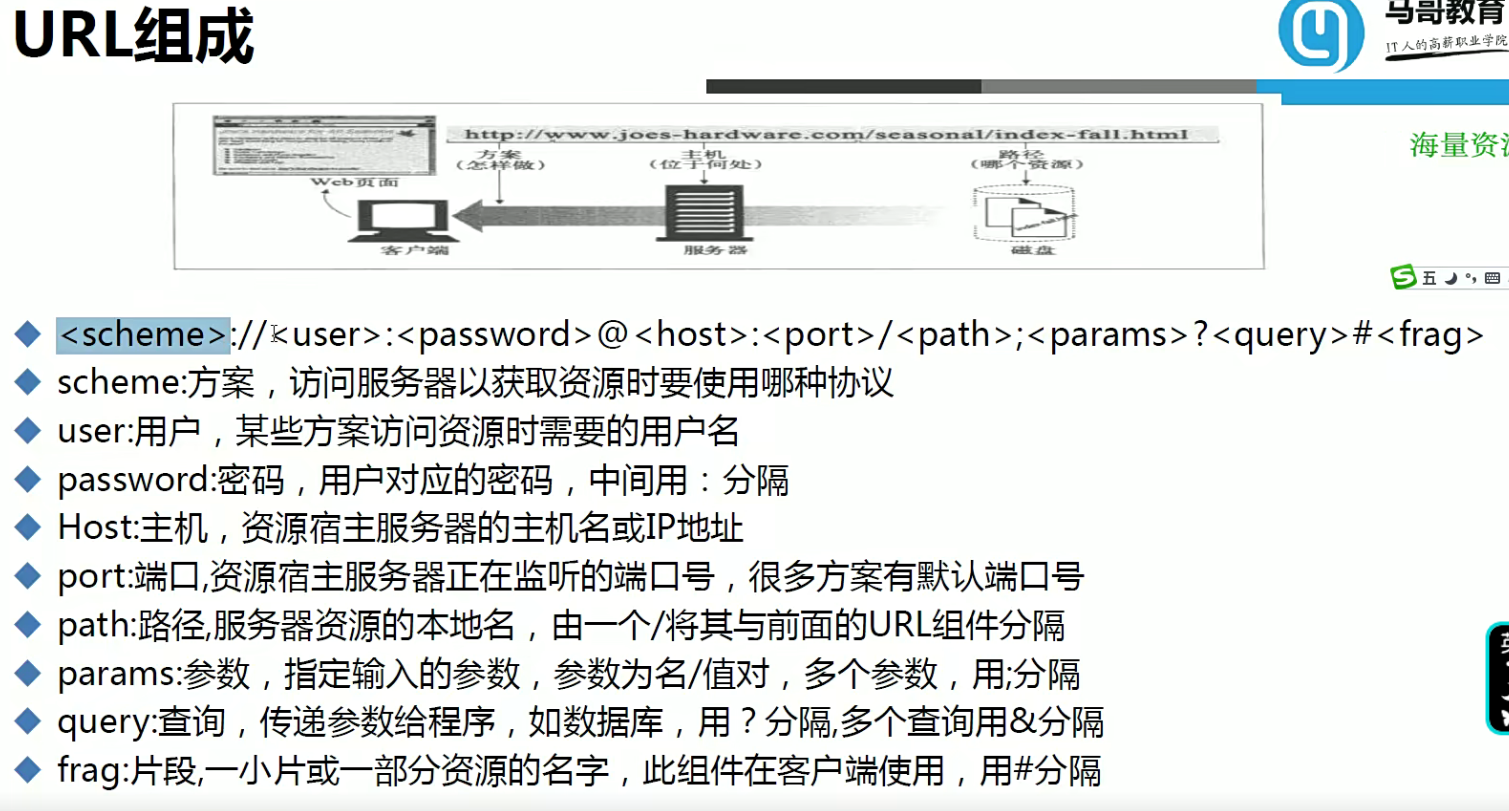 URL组成
马哥教育
IT人的高薪职业学院
海量资
http://www.joes-hardware.com/seasonal/index-fall.html
方案
(怎样做)
主机
(位于何处)
路径
(哪个资源)
Web页面
客户端
服务器
磁盘
五
<scheme>://<user>:<password>@<host>:<port>/<path>;<params>?<query>#<frag>
scheme:方案，访问服务器以获取资源时要使用哪种协议
user:用户，某些方案访问资源时需要的用户名
password:密码，用户对应的密码，中间用：分隔
Host:主机，资源宿主服务器的主机名或IP地址
port:端口,资源宿主服务器正在监听的端口号，很多方案有默认端口号
path:路径,服务器资源的本地名，由一个/将其与前面的URL组件分隔
params:参数，指定输入的参数，参数为名/值对，多个参数，用;分隔
query:查询，传递参数给程序，如数据库，用？分隔,多个查询用&分隔
frag:片段,一小片或一部分资源的名字，此组件在客户端使用，用#分隔